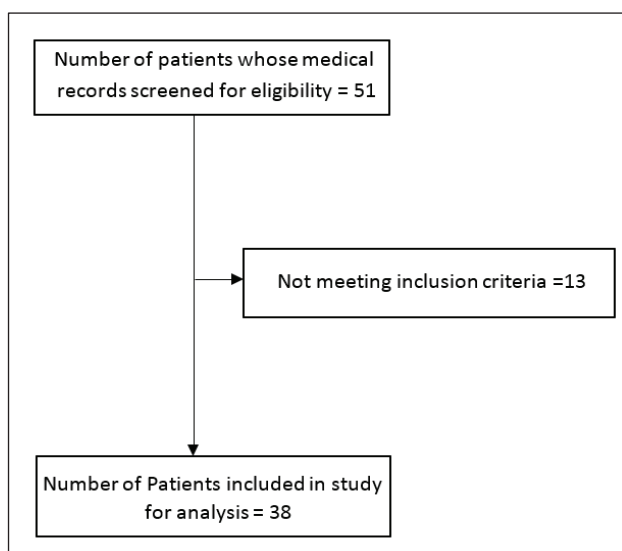 Number of patients whose medical
records screened for eligibility = 51
Not meeting inclusion criteria =13
Number of Patients included in study
for analysis = 38